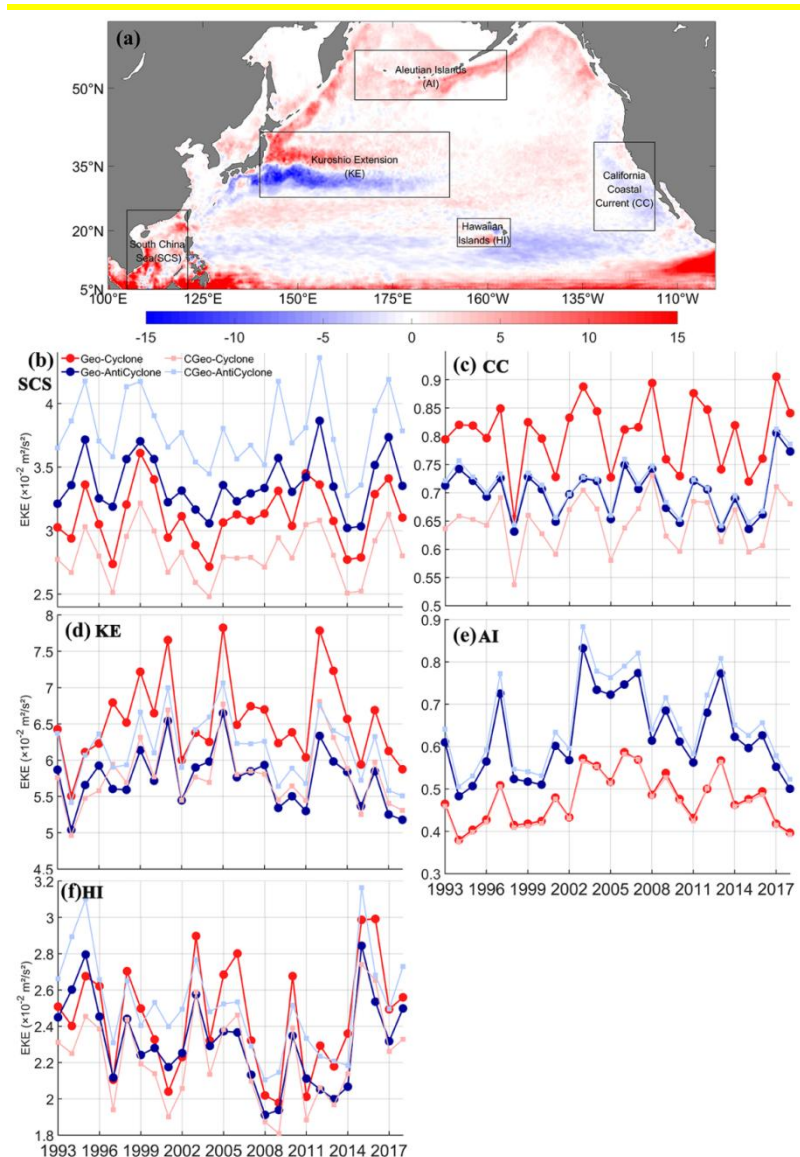 (a)
Aleutian Islands
(AI)
50°N
Kuroshio Extension
(KE)
35°N
California
Coastal
Current (CC)
20°N
Hawaiian
Islands (HI)
South China
Sea(SCS)
5°N
100°E 125°E 150°E 175°E 160°W 135°W 110°W
-15 -10 -5 0 5 10 15
(b)
SCS
Geo-Cyclone CGeo-Cyclone
Geo-AntiCyclone CGeo-AntiCyclone
4
3.5
3
2.5
EKE (×10⁻² m²/s²)
(c) CC
0.9
0.85
0.8
0.75
0.7
0.65
0.6
0.55
0.5
EKE (×10⁻² m²/s²)
(d) KE
8
7.5
7
6.5
6
5.5
5
4.5
EKE (×10⁻² m²/s²)
(e) AI
0.9
0.8
0.7
0.6
0.5
0.4
0.3
EKE (×10⁻² m²/s²)
1993 1996 1999 2002 2005 2008 2011 2014 2017
(f) HI
3.2
3
2.8
2.6
2.4
2.2
2
1.8
EKE (×10⁻² m²/s²)
1993 1996 1999 2002 2005 2008 2011 2014 2017